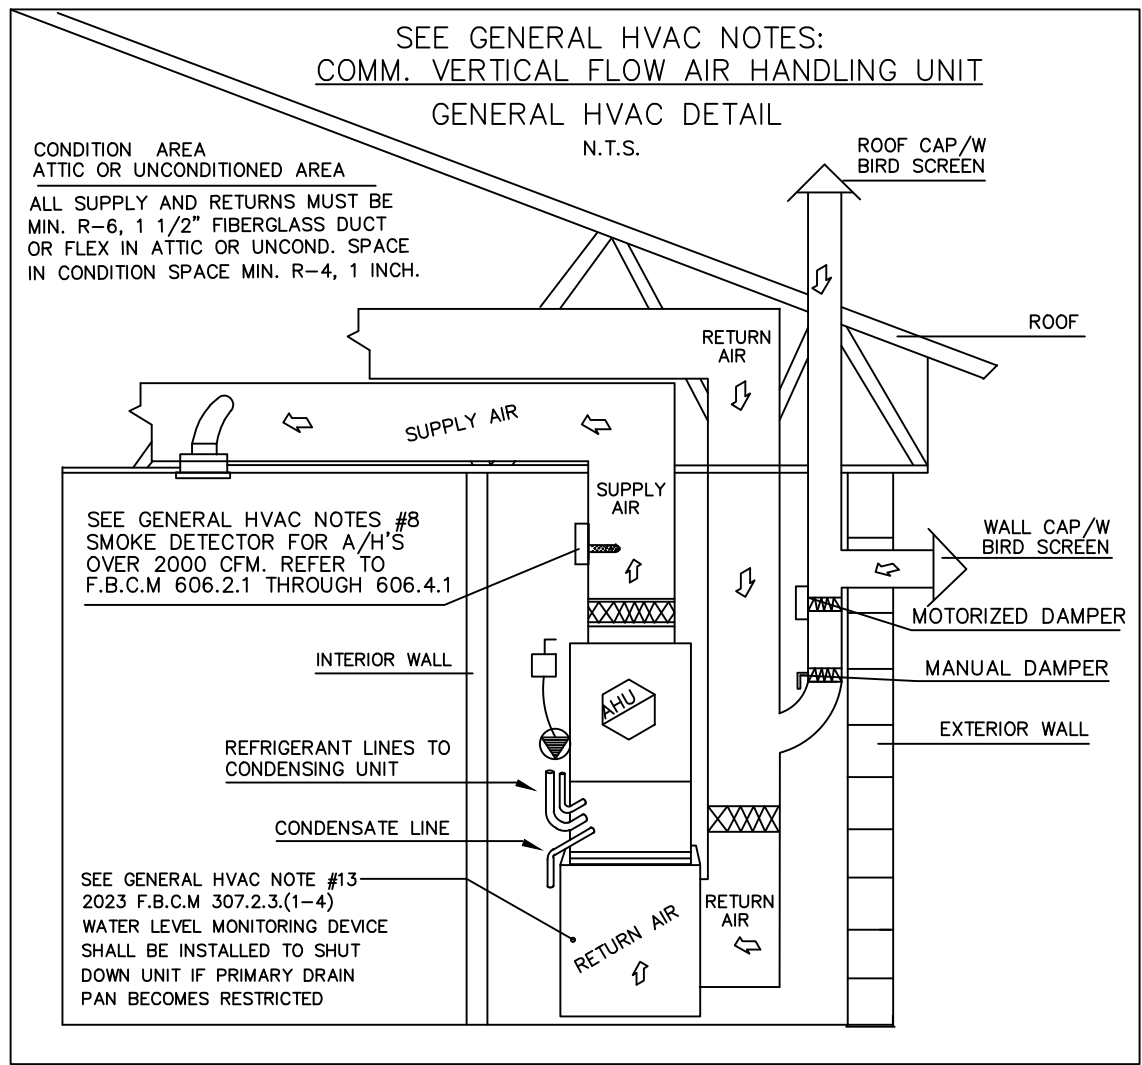 SEE GENERAL HVAC NOTES:
COMM. VERTICAL FLOW AIR HANDLING UNIT
GENERAL HVAC DETAIL
N.T.S.
CONDITION AREA
ATTIC OR UNCONDITIONED AREA
ALL SUPPLY AND RETURNS MUST BE
MIN. R-6, 1 1/2" FIBERGLASS DUCT
OR FLEX IN ATTIC OR UNCOND. SPACE
IN CONDITION SPACE MIN. R-4, 1 INCH.
ROOF CAP/W
BIRD SCREEN
ROOF
RETURN
AIR
SUPPLY AIR
SUPPLY
AIR
SEE GENERAL HVAC NOTES #8
SMOKE DETECTOR FOR A/H'S
OVER 2000 CFM. REFER TO
F.B.C.M 606.2.1 THROUGH 606.4.1
WALL CAP/W
BIRD SCREEN
MOTORIZED DAMPER
INTERIOR WALL
MANUAL DAMPER
AHU
EXTERIOR WALL
REFRIGERANT LINES TO
CONDENSING UNIT
CONDENSATE LINE
SEE GENERAL HVAC NOTE #13
2023 F.B.C.M 307.2.3.(1-4)
WATER LEVEL MONITORING DEVICE
SHALL BE INSTALLED TO SHUT
DOWN UNIT IF PRIMARY DRAIN
PAN BECOMES RESTRICTED
RETURN AIR
RETURN
AIR